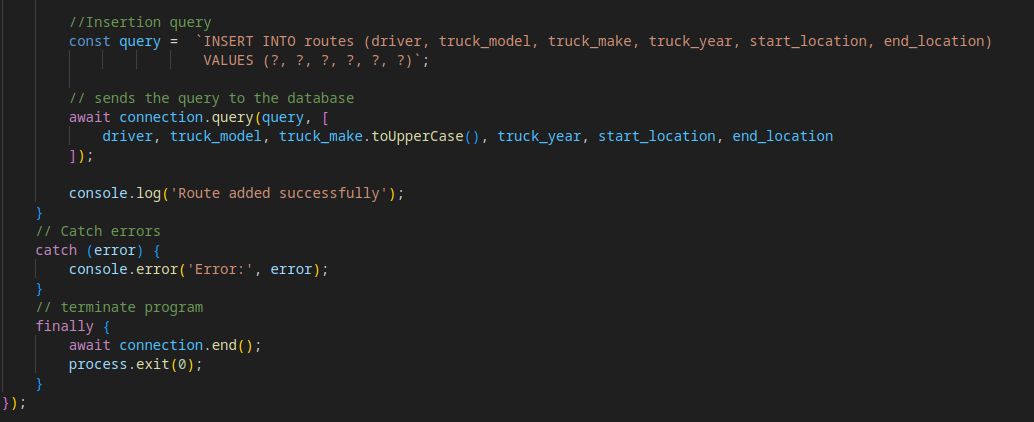 //Insertion query
const query =  `INSERT INTO routes (driver, truck_model, truck_make, truck_year, start_location, end_location)
VALUES (?, ?, ?, ?, ?, ?)`;
// sends the query to the database
await connection.query(query, [
driver, truck_model, truck_make.toUpperCase(), truck_year, start_location, end_location
]);
console.log('Route added successfully');
}
// Catch errors
catch (error) {
console.error('Error:', error);
}
// terminate program
finally {
await connection.end();
process.exit(0);
}
});